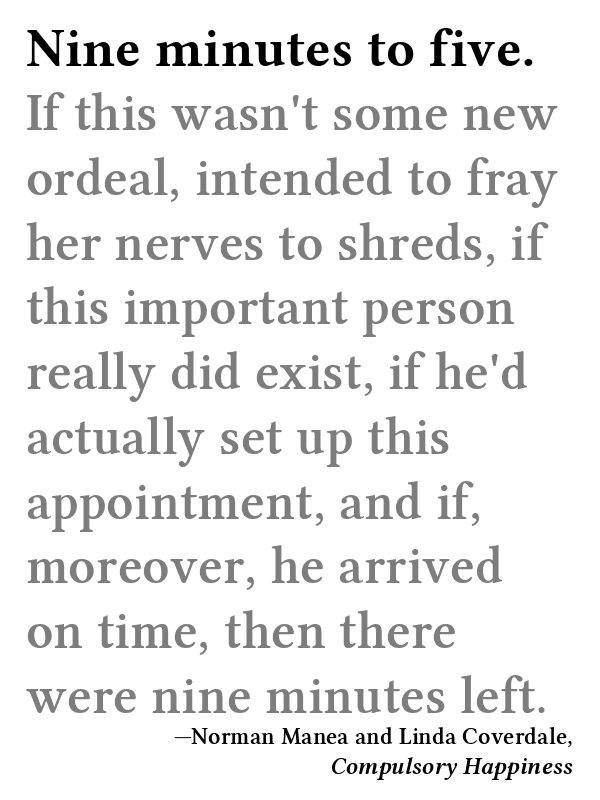 Nine minutes to five.
If this wasn't some new
ordeal, intended to fray
her nerves to shreds, if
this important person
really did exist, if he'd
actually set up this
appointment, and if,
moreover, he arrived
on time, then there
were nine minutes left.
—Norman Manea and Linda Coverdale,
Compulsory Happiness